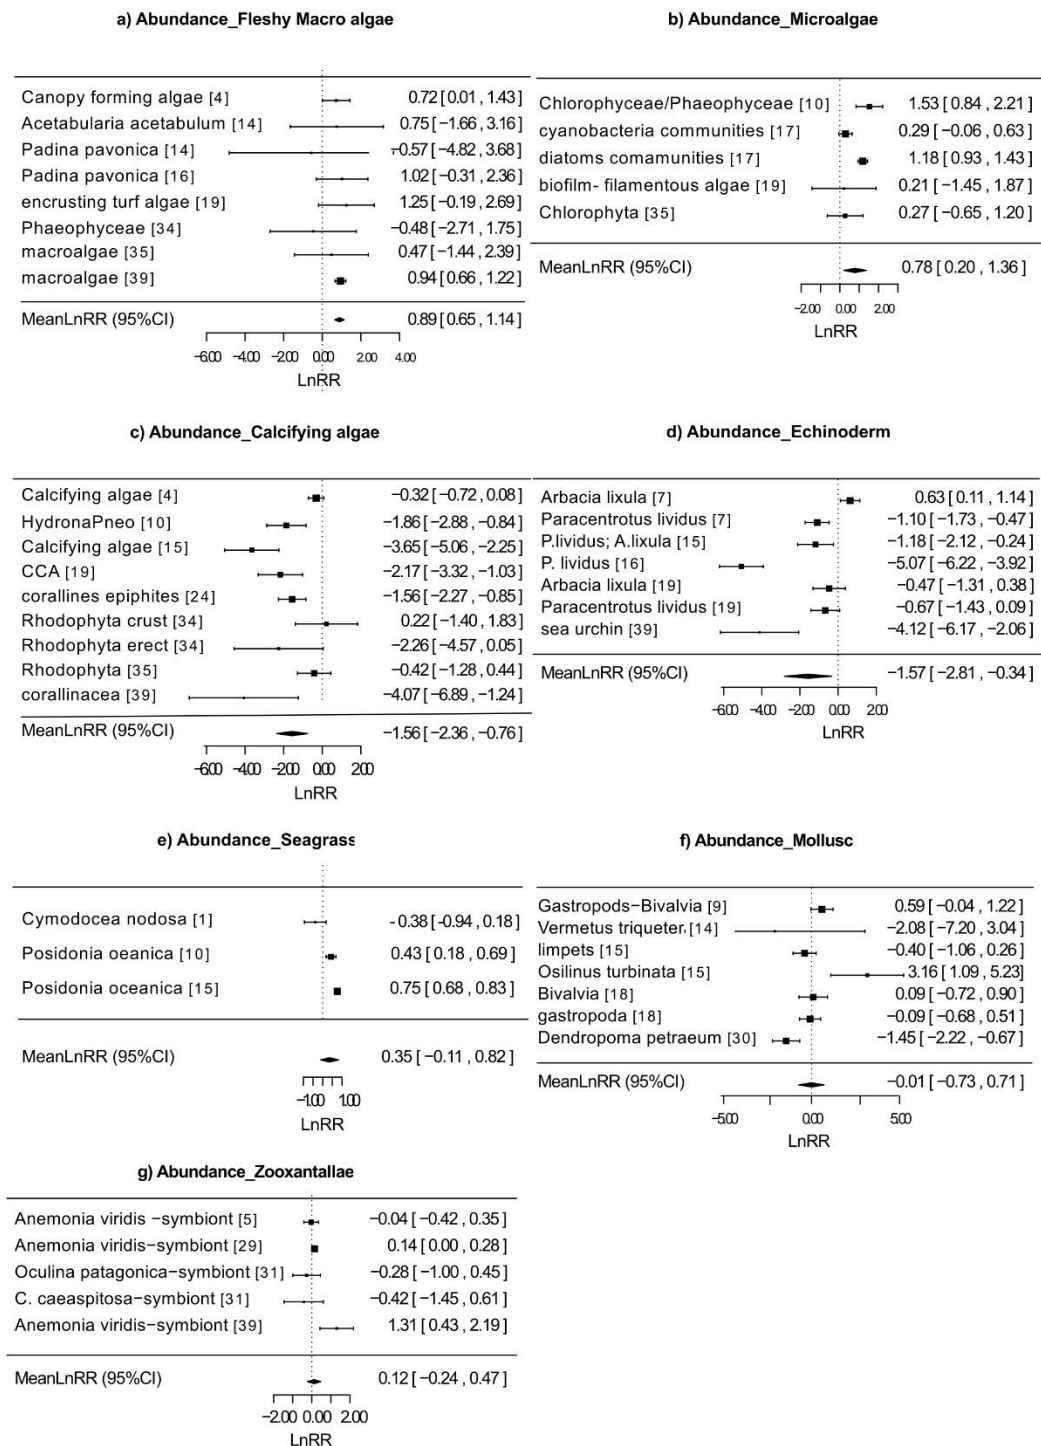 a) Abundance_Fleshy Macro algae
Canopy forming algae [4] 0.72 [ 0.01 , 1.43]
Acetabularia acetabulum [14] 0.75 [ −1.66 , 3.16]
Padina pavonica [14] −0.57 [ −4.82 , 3.68]
Padina pavonica [16] 1.02 [ −0.31 , 2.36]
encrusting turf algae [19] 1.25 [ −0.19 , 2.69]
Phaeophyceae [34] −0.48 [ −2.71 , 1.75]
macroalgae [35] 0.47 [ −1.44 , 2.39]
macroalgae [39] 0.94 [ 0.66 , 1.22]
MeanLnRR (95%CI) 0.89 [ 0.65 , 1.14]
−6.00 −4.00 0.00 2.00 4.00
LnRR
b) Abundance_Microalgae
Chlorophyceae/Phaeophyceae [10] 1.53 [ 0.84 , 2.21 ]
cyanobacteria communities [17] 0.29 [ −0.06 , 0.63 ]
diatoms comamunities [17] 1.18 [ 0.93 , 1.43 ]
biofilm- filamentous algae [19] 0.21 [ −1.45 , 1.87 ]
Chlorophyta [35] 0.27 [ −0.65 , 1.20 ]
MeanLnRR (95%CI) 0.78 [ 0.20 , 1.36 ]
−2.00 0.00 2.00
LnRR
c) Abundance_Calcifying algae
Calcifying algae [4] −0.32 [ −0.72 , 0.08 ]
HydronaPneo [10] −1.86 [ −2.88 , −0.84 ]
Calcifying algae [15] −3.65 [ −5.06 , −2.25 ]
CCA [19] −2.17 [ −3.32 , −1.03 ]
corallines epiphites [24] −1.56 [ −2.27 , −0.85 ]
Rhodophyta crust [34] 0.22 [ −1.40 , 1.83 ]
Rhodophyta erect [34] −2.26 [ −4.57 , 0.05 ]
Rhodophyta [35] −0.42 [ −1.28 , 0.44 ]
corallinacea [39] −4.07 [ −6.89 , −1.24 ]
MeanLnRR (95%CI) −1.56 [ −2.36 , −0.76 ]
−6.00 −4.00 −2.00 0.00 2.00
LnRR
d) Abundance_Echinoderm
Arbacia lixula [7] 0.63 [ 0.11 , 1.14 ]
Paracentrotus lividus [7] −1.10 [ −1.73 , −0.47 ]
P.lividus; A.lixula [15] −1.18 [ −2.12 , −0.24 ]
P. lividus [16] −5.07 [ −6.22 , −3.92 ]
Arbacia lixula [19] −0.47 [ −1.31 , 0.38 ]
Paracentrotus lividus [19] −0.67 [ −1.43 , 0.09 ]
sea urchin [39] −4.12 [ −6.17 , −2.06 ]
MeanLnRR (95%CI) −1.57 [ −2.81 , −0.34 ]
−6.00 −4.00 −2.00 0.00 2.00
LnRR
e) Abundance_Seagrass
Cymodocea nodosa [1] -0.38 [ −0.94 , 0.18 ]
Posidonia oeanica [10] 0.43 [ 0.18 , 0.69 ]
Posidonia oceanica [15] 0.75 [ 0.68 , 0.83 ]
MeanLnRR (95%CI) 0.35 [ −0.11 , 0.82 ]
−1.00 1.00
LnRR
f) Abundance_Mollusc
Gastropods−Bivalvia [9] 0.59 [ −0.04 , 1.22 ]
Vermetus triqueter [14] −2.08 [ −7.20 , 3.04 ]
limpets [15] −0.40 [ −1.06 , 0.26 ]
Osilinus turbinata [15] 3.16 [ 1.09 , 5.23 ]
Bivalvia [18] 0.09 [ −0.72 , 0.90 ]
gastropoda [18] −0.09 [ −0.68 , 0.51 ]
Dendropoma petraeum [30] −1.45 [ −2.22 , −0.67 ]
MeanLnRR (95%CI) −0.01 [ −0.73 , 0.71 ]
−5.00 0.00 5.00
LnRR
g) Abundance_Zooxantallae
Anemonia viridis −symbiont [5] −0.04 [ −0.42 , 0.35 ]
Anemonia viridis−symbiont [29] 0.14 [ 0.00 , 0.28 ]
Oculina patagonica−symbiont [31] −0.28 [ −1.00 , 0.45 ]
C. caeaspitosa−symbiont [31] −0.42 [ −1.45 , 0.61 ]
Anemonia viridis−symbiont [39] 1.31 [ 0.43 , 2.19 ]
MeanLnRR (95%CI) 0.12 [ −0.24 , 0.47 ]
−2.00 0.00 2.00
LnRR